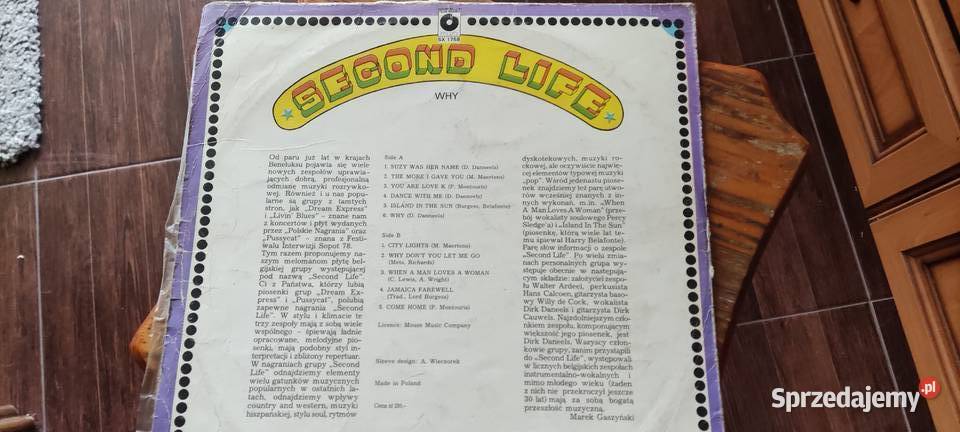 SX 1768
SECOND LIFE
WHY
Od paru już lat w krajach
Beneluksu pojawia się wiele
nowych zespołów uprawia-
jących dobrą, profesjonalną
odmianę muzyki rozrywko-
wej. Również i u nas popu-
larne są grupy z tamtych
stron, jak „Dream Express"
i „Livin' Blues" – znane nam
z koncertów i płyt wydanych
przez „Polskie Nagrania" oraz
„Pussycat" – znana z Festi-
walu Interwizji Sopot 78.
Tym razem proponujemy na-
szym melomanom płytę bel-
gijskiej grupy występującej
pod nazwą „Second Life".
Ci z Państwa, którzy lubią
piosenki grup „Dream Ex-
press" i „Pussycat", polubią
zapewne nagrania „Second
Life". W stylu i klimacie te
trzy zespoły mają z sobą wiele
wspólnego – śpiewają ładnie
opracowane, melodyjne pio-
senki, mają podobny styl in-
terpretacji i zbliżony repertuar.
W nagraniach grupy „Second
Life" odnajdziemy elementy
wielu gatunków muzycznych
popularnych w ostatnich la-
tach, odnajdziemy wpływy
country and western, muzyki
hiszpańskiej, stylu soul, rytmów
Side A
1. SUZY WAS HER NAME (D. Daneels)
2. THE MORE I GAVE YOU (M. Maertens)
3. YOU ARE LOVE K (F. Montouris)
4. DANCE WITH ME (D. Daneels)
5. ISLAND IN THE SUN (Burgess, Belafonte)
6. WHY (D. Daneels)
Side B
1. CITY LIGHTS (M. Maertens)
2. WHY DON'T YOU LET ME GO
(Mets, Richards)
3. WHEN A MAN LOVES A WOMAN
(C. Lewis, A. Wright)
4. JAMAICA FAREWELL
(Trad., Lord Burgess)
5. COME HOME (F. Montouris)
Licencja: Mouse Music Company
Sleeve design: A. Wieczorek
Made in Poland
Cena zł
dyskotekowych, muzyki roc-
kowej, ale oczywiście najwię-
cej elementów typowej muzyki
„pop". Wśród jedenastu piose-
nek znajdziemy też parę utwo-
rów wcześniej znanych z in-
nych wykonań, m.in. „When
A Man Loves A Woman" (prze-
bój wokalisty soulowego Percy
Sledge'a) i „Island In The Sun"
(piosenkę, którą wiele lat te-
mu śpiewał Harry Belafonte).
Parę słów informacji o zespole
„Second Life". Po wielu zmia-
nach personalnych grupa wy-
stępuje obecnie w następują-
cym składzie: założyciel zespo-
łu Walter Ardeel, perkusista
Hans Calcoen, gitarzysta baso-
wy Willy de Cock, wokalista
Dirk Daneels i gitarzysta Dirk
Cauwels. Najzdolniejszym czło-
nkiem zespołu, komponującym
większość jego piosenek, jest
Dirk Daneels. Wszyscy człon-
kowie grupy, zanim przystąpili
do „Second Life", występowali
w licznych belgijskich zespołach
instrumentalno-wokalnych i
mimo młodego wieku (żaden
z nich nie przekroczył jeszcze
30 lat) mają za sobą bogatą
przeszłość muzyczną.
Marek Gaszyński
Sprzedajemy.pl